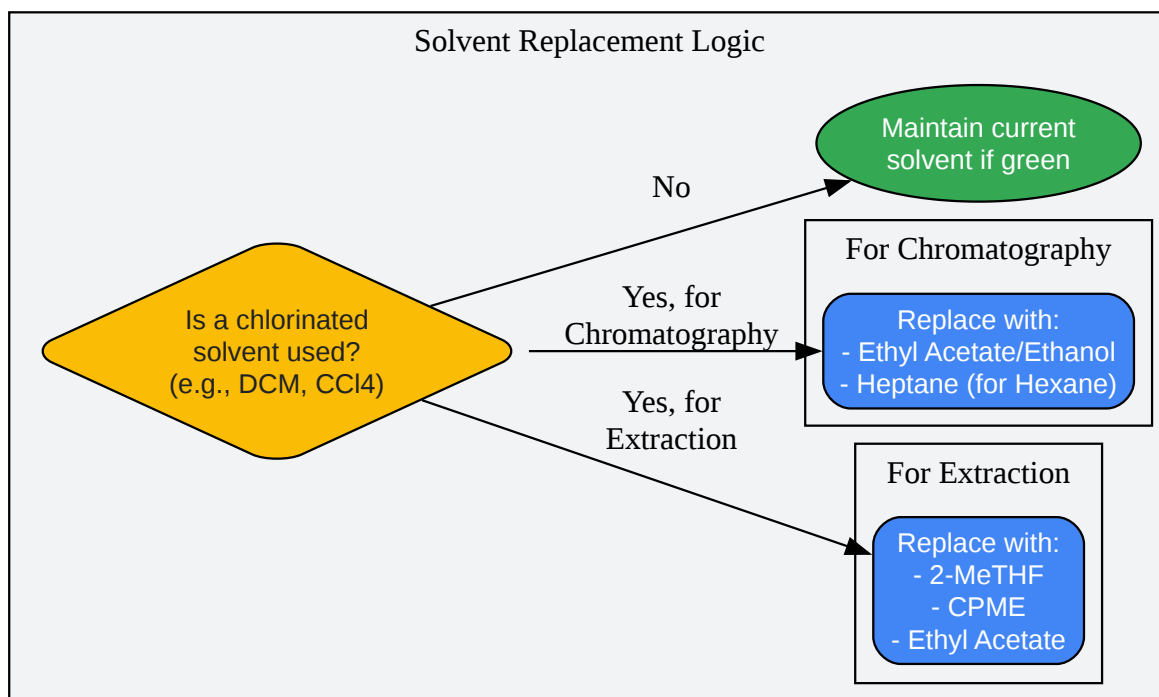 Solvent Replacement Logic
Maintain current
solvent if green
No
For Chromatography
Yes, for
Chromatography
Replace with:
- Ethyl Acetate/Ethanol
- Heptane (for Hexane)
Is a chlorinated
solvent used?
(e.g., DCM, CCl4)
Yes, for
Extraction
For Extraction
Replace with:
- 2-MeTHF
- CPME
- Ethyl Acetate